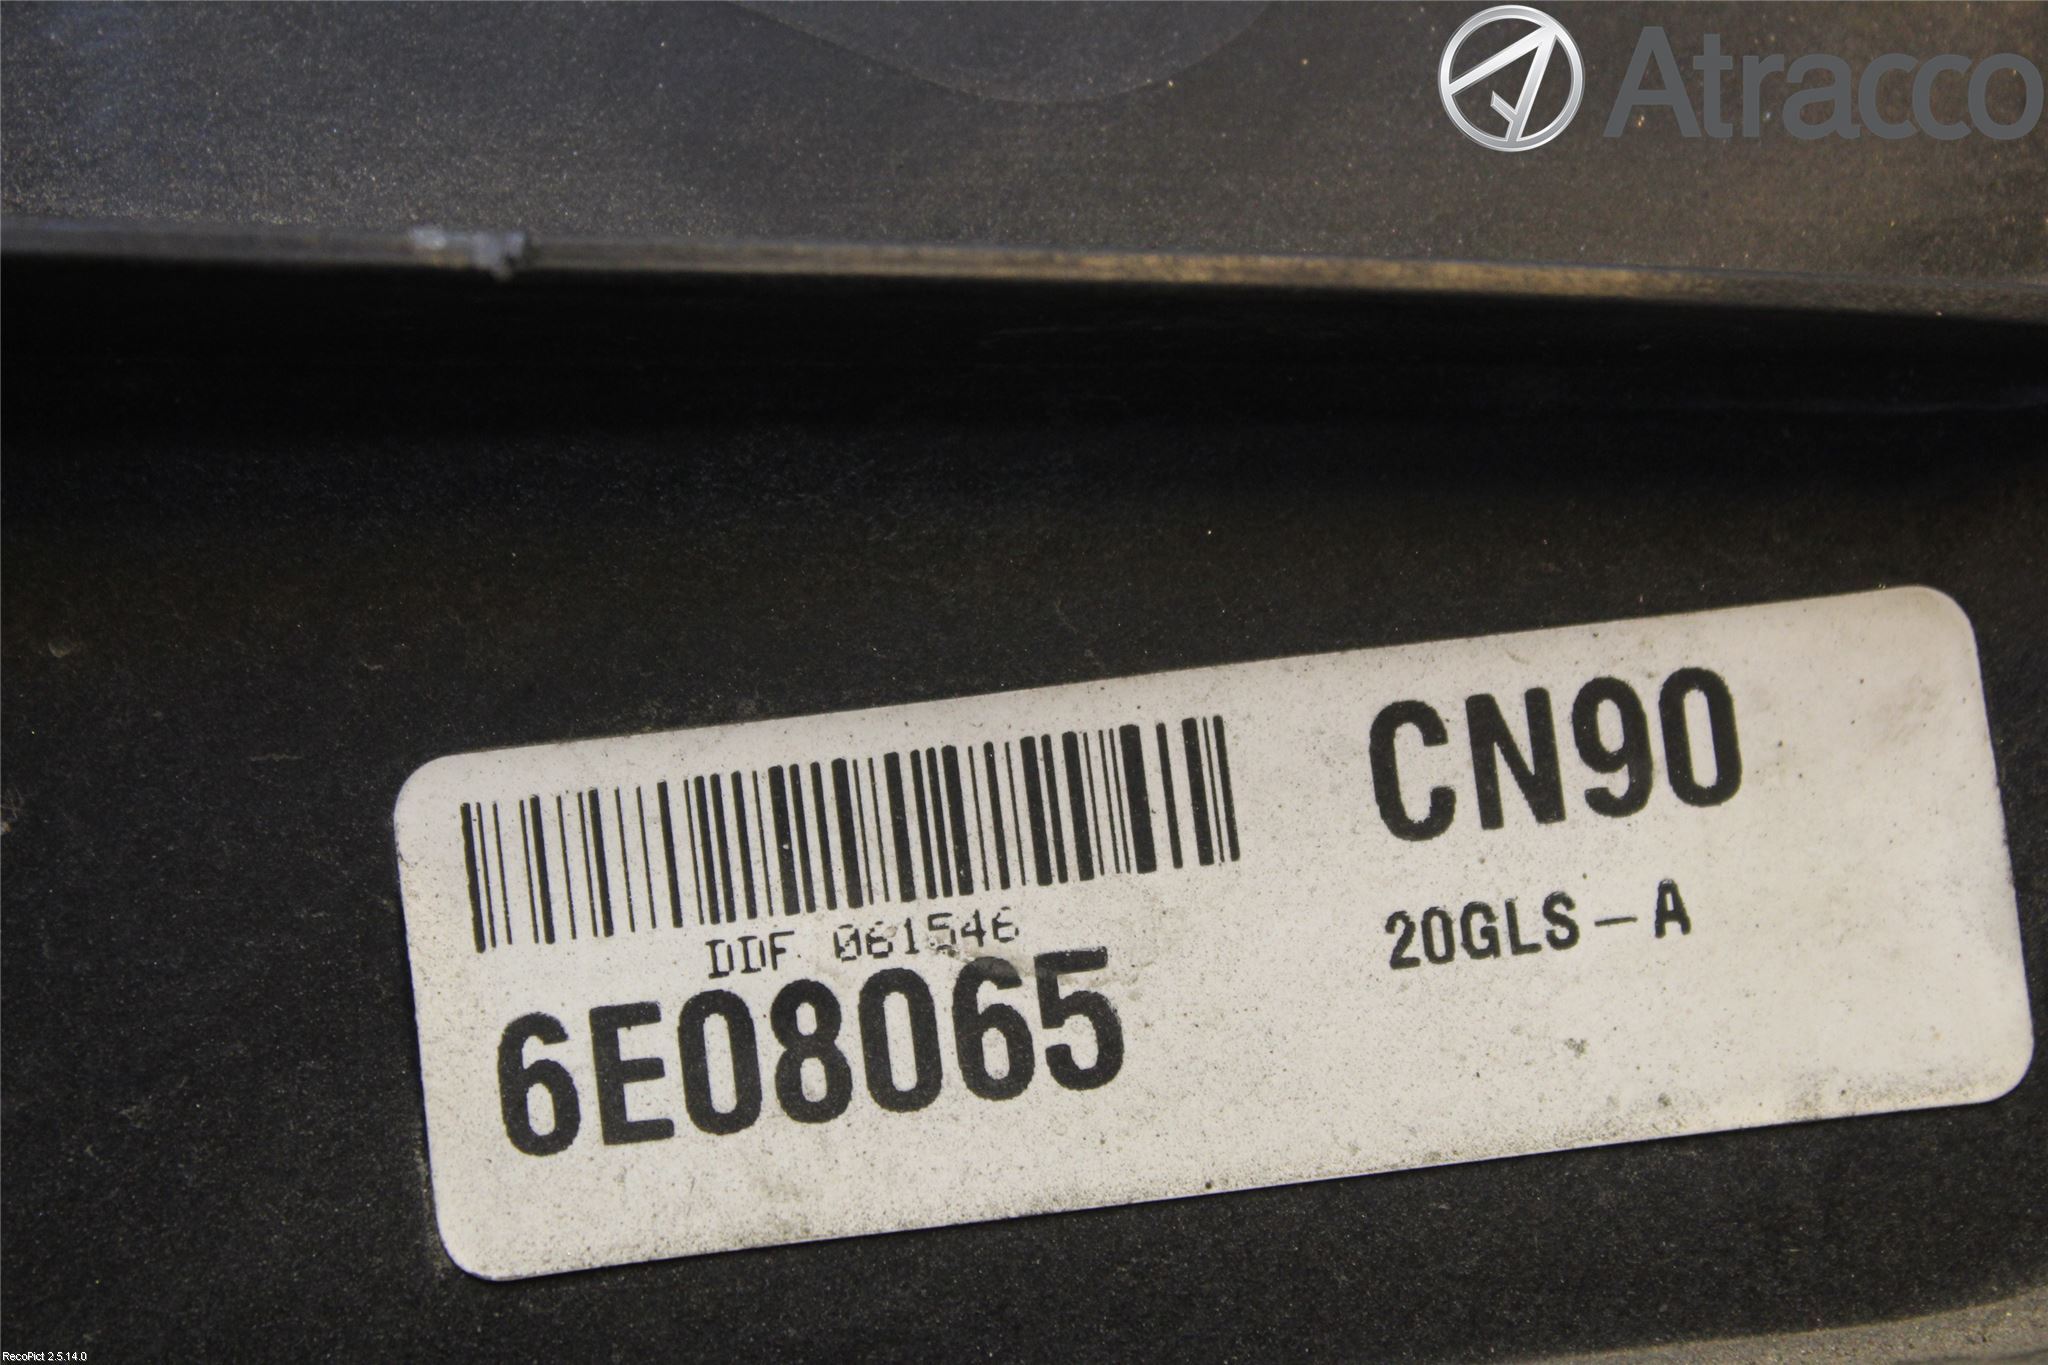 Atracco
CN90
DDF 061546
20GLS-A
6E08065
RecoPict 2.5.14.0